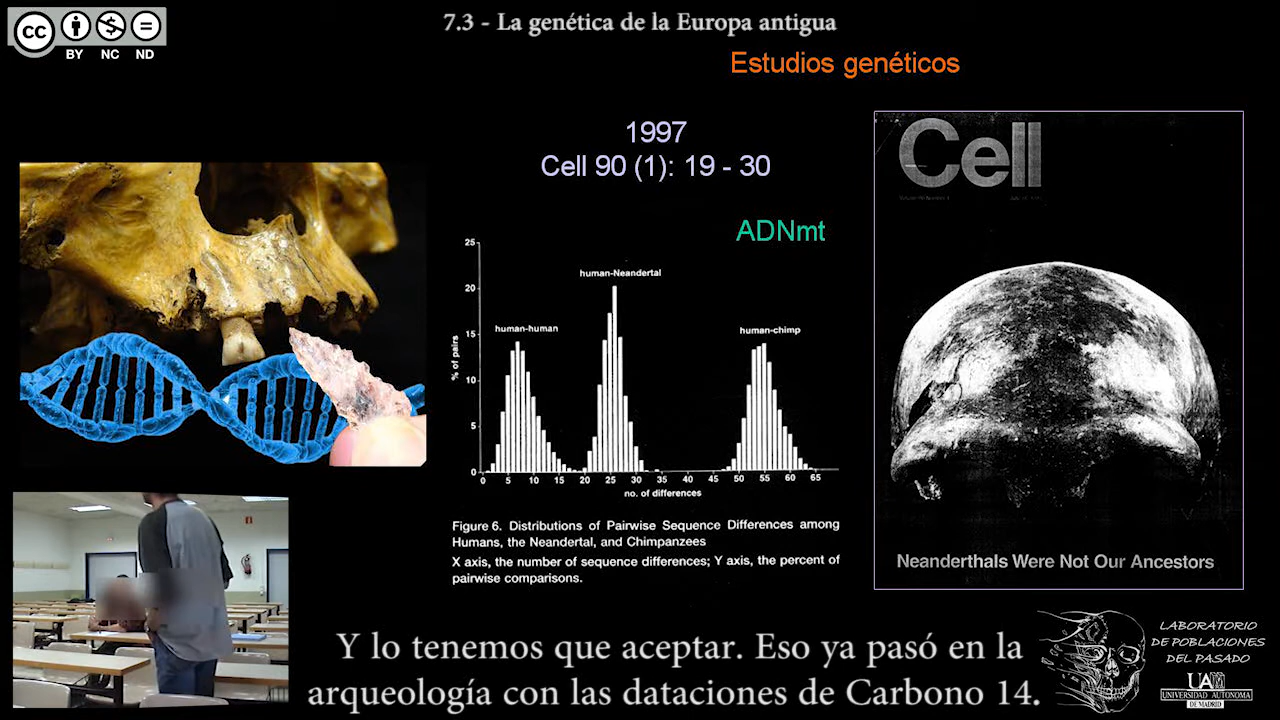 7.3 - La genética de la Europa antigua
cc
BY NC ND
Estudios genéticos
1997
Cell 90 (1): 19 - 30
ADNmt
25
20
15
10
5
0
% of pairs
human-human
human-Neandertal
human-chimp
0 5 10 15 20 25 30 35 40 45 50 55 60 65
no. of differences
Figure 6. Distributions of Pairwise Sequence Differences among
Humans, the Neandertal, and Chimpanzees
X axis, the number of sequence differences; Y axis, the percent of
pairwise comparisons.
Cell
Neanderthals Were Not Our Ancestors
Y lo tenemos que aceptar. Eso ya pasó en la
arqueología con las dataciones de Carbono 14.
LABORATORIO
DE POBLACIONES
DEL PASADO
UAM
UNIVERSIDAD AUTONOMA
DE MADRID